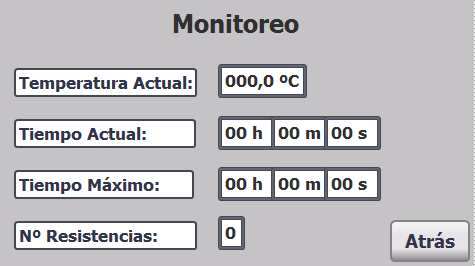 Monitoreo
Temperatura Actual: 000,0 ºC
Tiempo Actual: 00 h 00 m 00 s
Tiempo Máximo: 00 h 00 m 00 s
Nº Resistencias: 0
Atrás